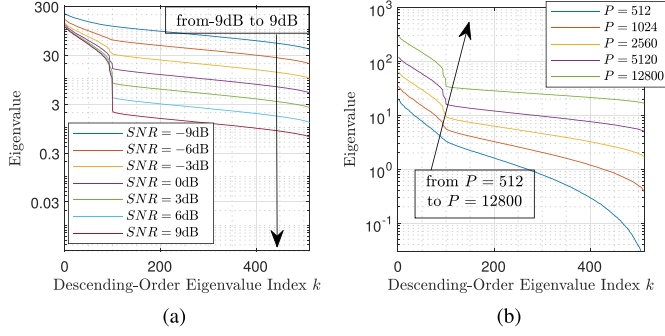 300
30
3
0.3
0.03
Eigenvalue
from-9dB to 9dB
SNR = −9dB
SNR = −6dB
SNR = −3dB
SNR = 0dB
SNR = 3dB
SNR = 6dB
SNR = 9dB
0 200 400
Descending-Order Eigenvalue Index k
(a)
10^3
10^2
10^1
10^0
10^-1
Eigenvalue
P = 512
P = 1024
P = 2560
P = 5120
P = 12800
from P = 512
to P = 12800
0 200 400
Descending-Order Eigenvalue Index k
(b)